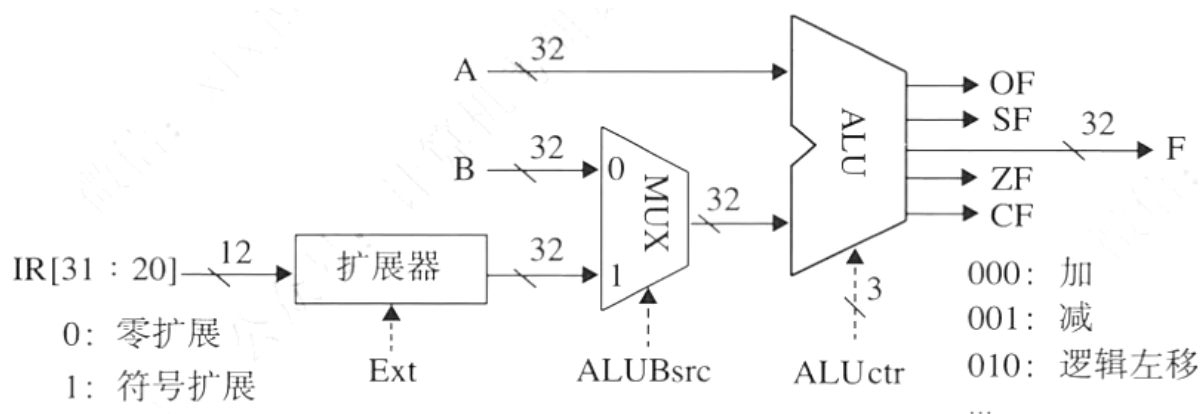 A 32
B 32
0
MUX
1
32
ALU
OF
SF
32 F
ZF
CF
IR[31：20] 12 扩展器 32
0：零扩展
1：符号扩展
Ext
ALUBsrc
ALUctr
3
000：加
001：减
010：逻辑左移
...